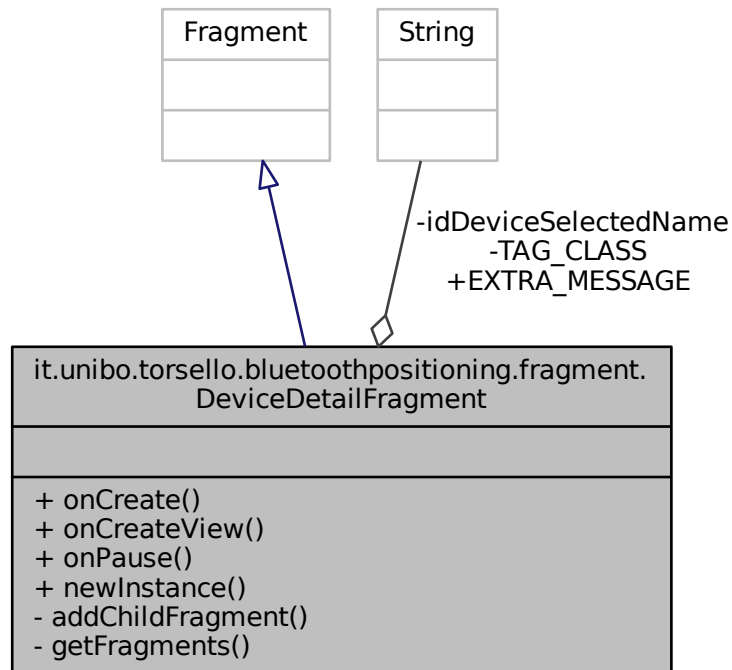 Fragment
String
-idDeviceSelectedName
-TAG_CLASS
+EXTRA_MESSAGE
it.unibo.torsello.bluetoothpositioning.fragment.
DeviceDetailFragment
+ onCreate()
+ onCreateView()
+ onPause()
+ newInstance()
- addChildFragment()
- getFragments()